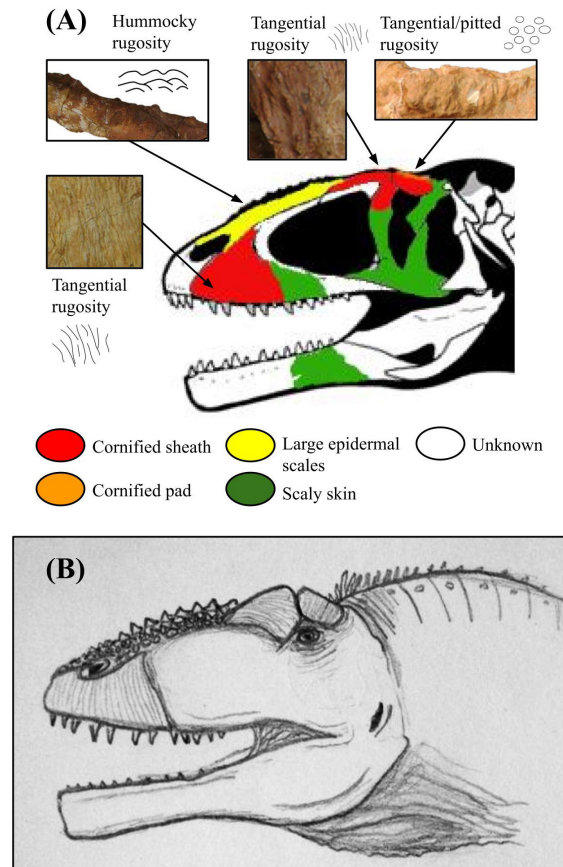 (A)
Hummocky
rugosity
Tangential
rugosity
Tangential/pitted
rugosity
Tangential
rugosity
Cornified sheath
Large epidermal
scales
Unknown
Cornified pad
Scaly skin
(B)